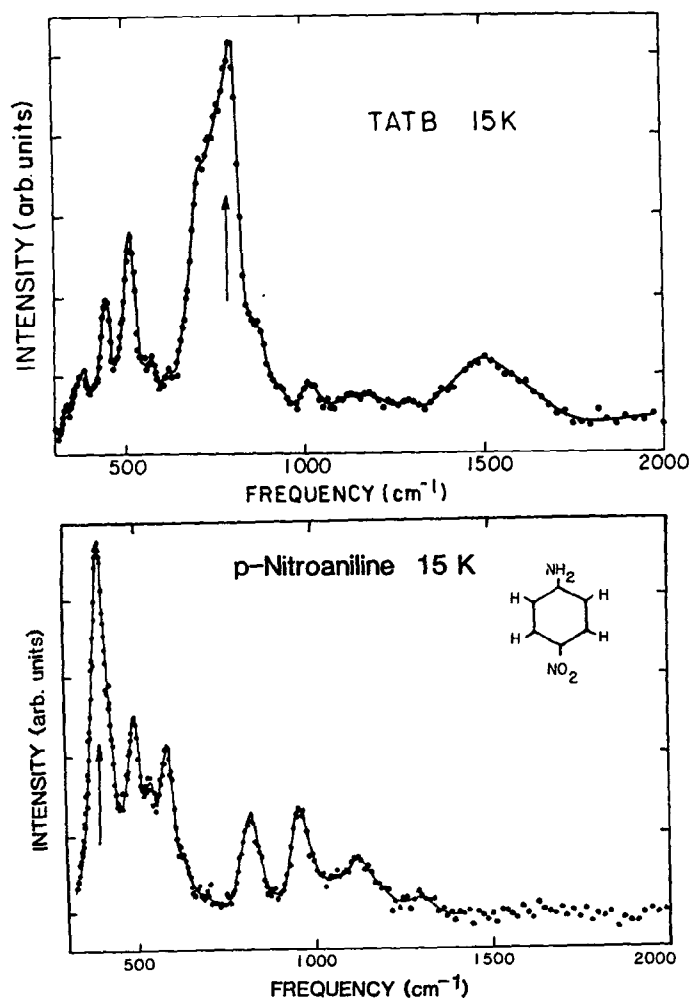 TATB 15K
INTENSITY (arb. units)
500 1000 1500 2000
FREQUENCY (cm⁻¹)
p-Nitroaniline 15 K
NH₂
H H
H H
NO₂
INTENSITY (arb. units)
500 1000 1500 2000
FREQUENCY (cm⁻¹)